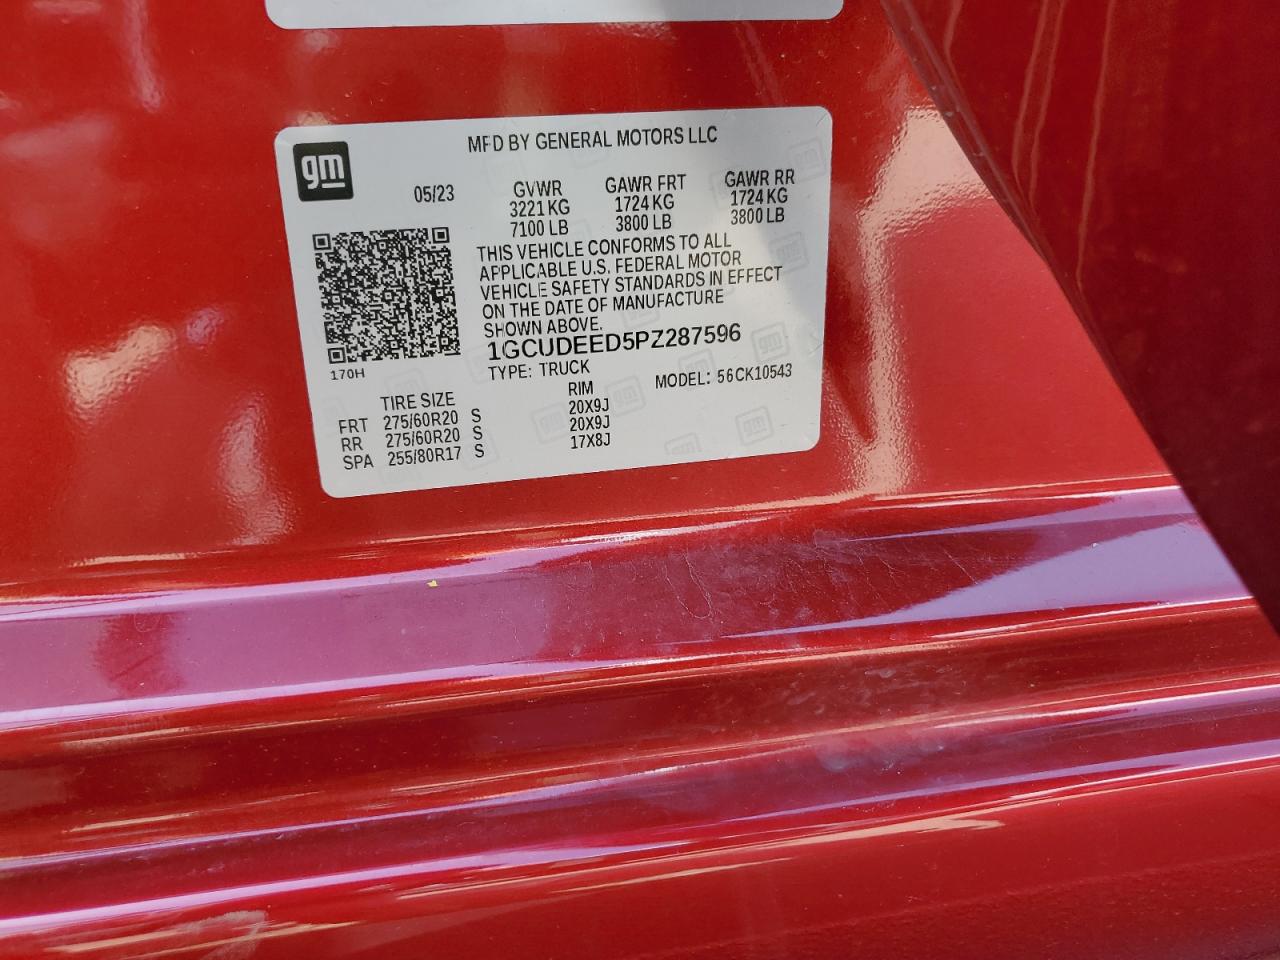 MFD BY GENERAL MOTORS LLC
gm
05/23 GVWR GAWR FRT GAWR RR
3221 KG 1724 KG 1724 KG
7100 LB 3800 LB 3800 LB
THIS VEHICLE CONFORMS TO ALL
APPLICABLE U.S. FEDERAL MOTOR
VEHICLE SAFETY STANDARDS IN EFFECT
ON THE DATE OF MANUFACTURE
SHOWN ABOVE.
1GCUDEED5PZ287596
170H
TYPE: TRUCK
MODEL: 56CK10543
TIRE SIZE RIM
FRT 275/60R20 S 20X9J
RR 275/60R20 S 20X9J
SPA 255/80R17 S 17X8J